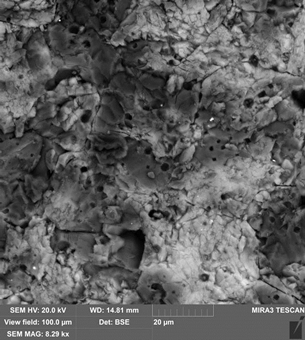 SEM HV: 20.0 kV WD: 14.81 mm MIRA3 TESCAN
View field: 100.0 µm Det: BSE 20 µm
SEM MAG: 8.29 kx